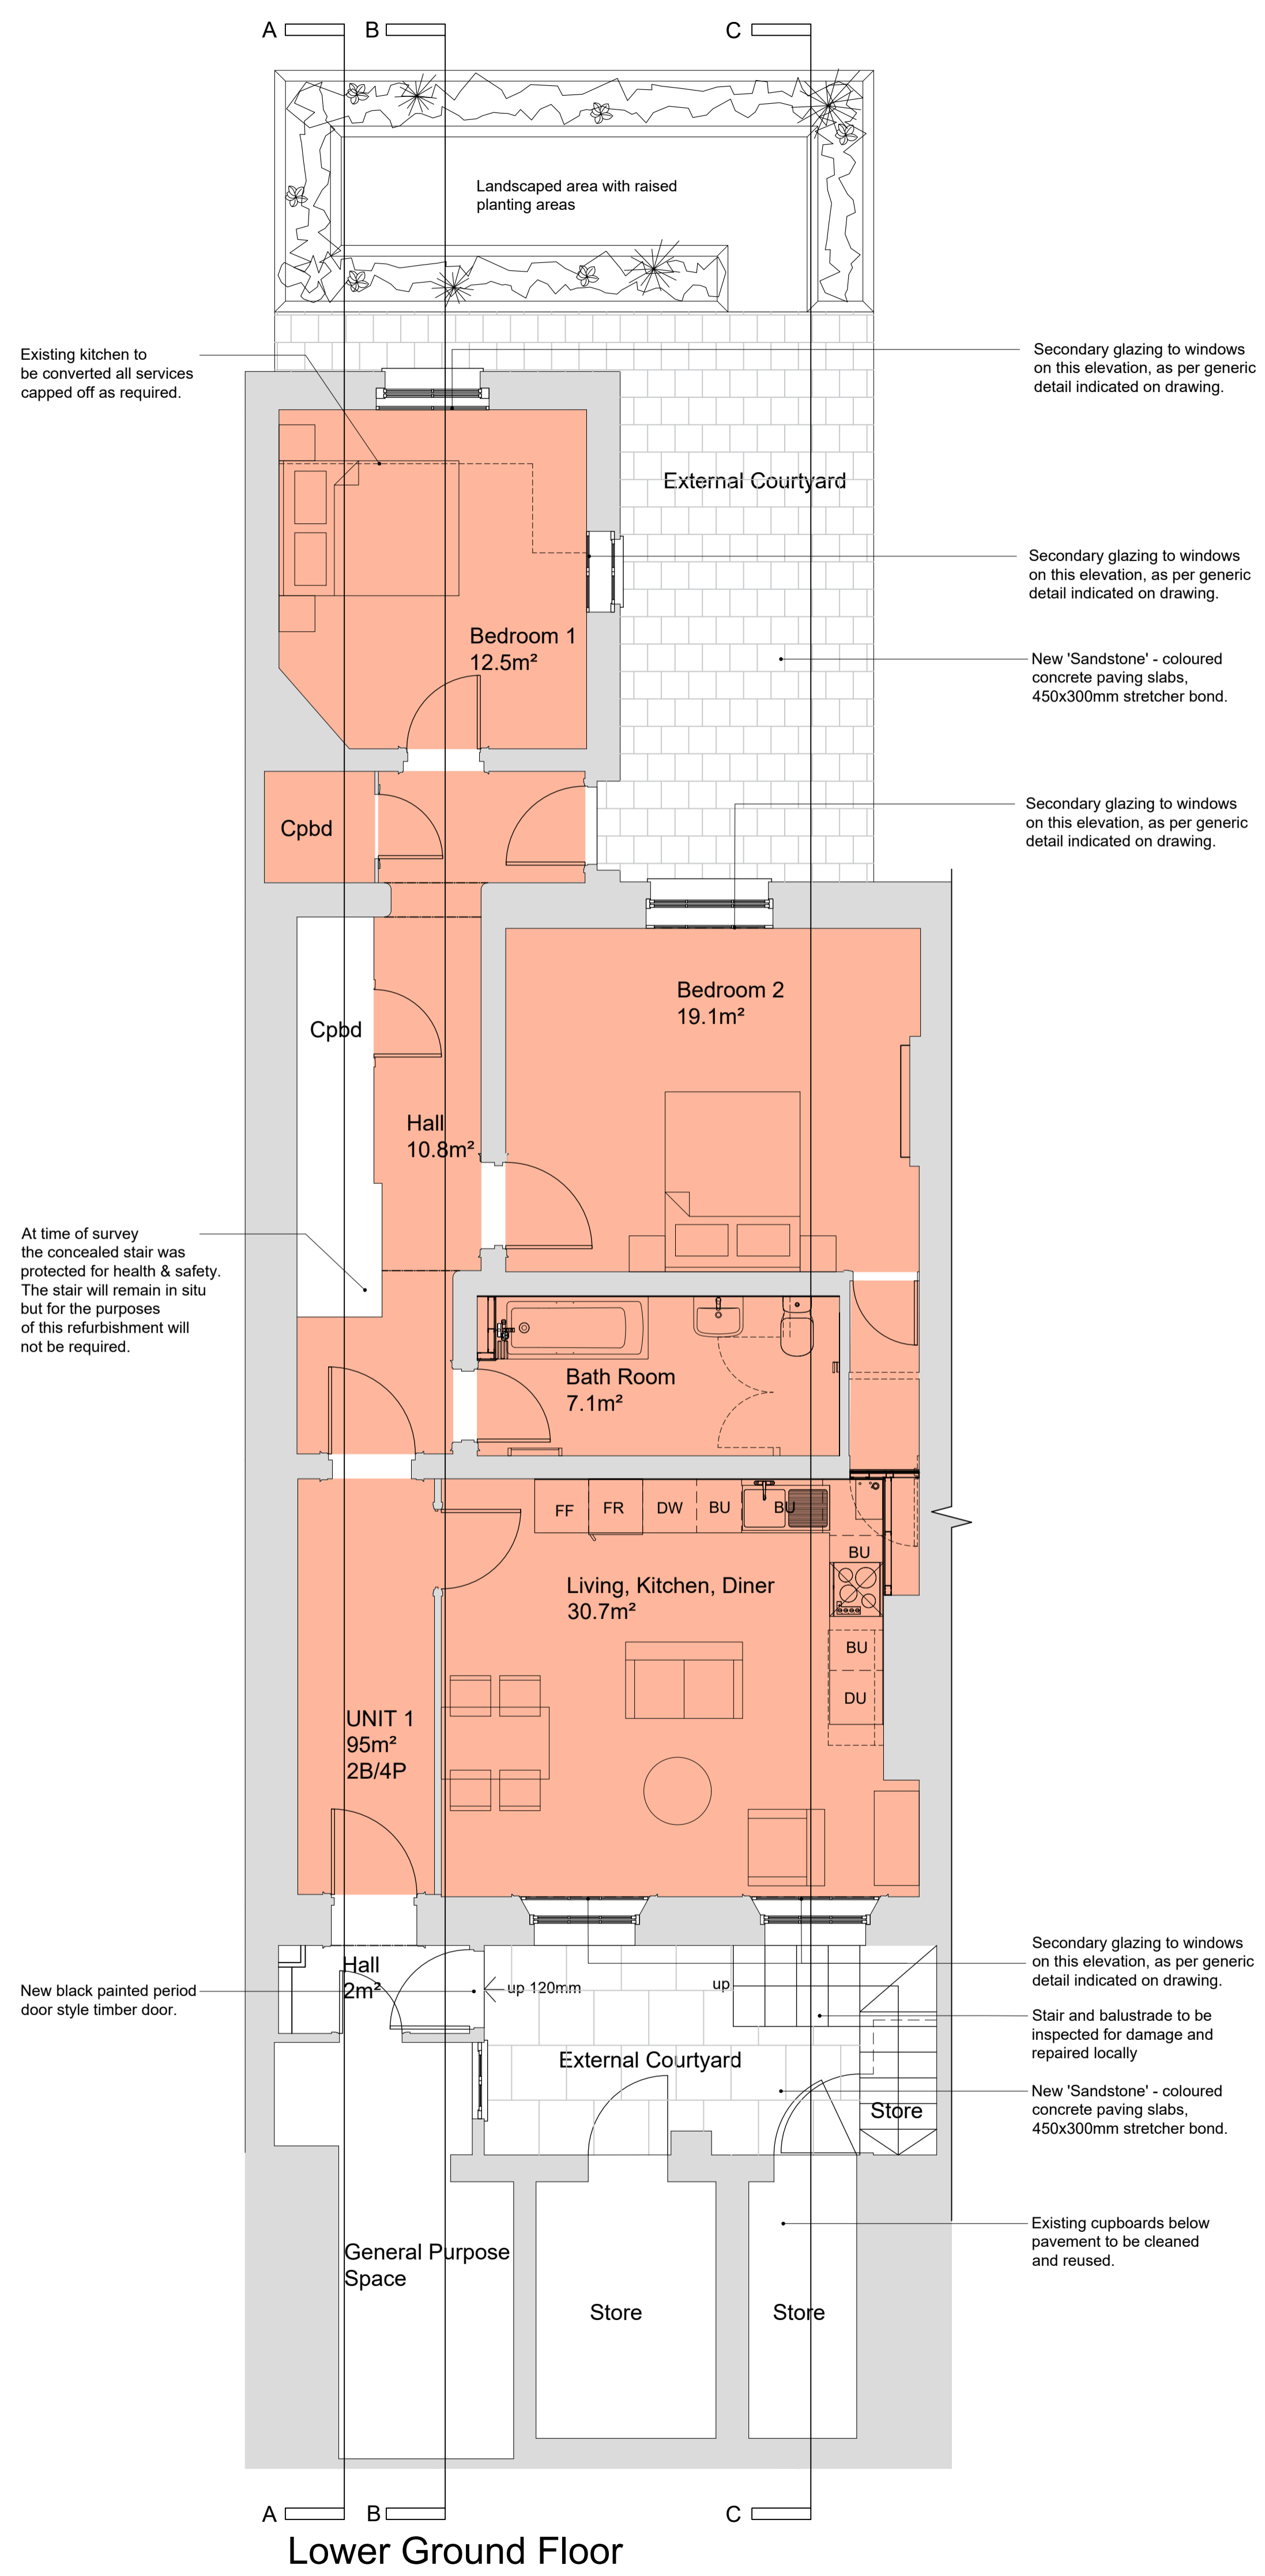 A
B
C
Landscaped area with raised
planting areas
Existing kitchen to
be converted all services
capped off as required.
Secondary glazing to windows
on this elevation, as per generic
detail indicated on drawing.
External Courtyard
Secondary glazing to windows
on this elevation, as per generic
detail indicated on drawing.
Bedroom 1
12.5m²
New 'Sandstone' - coloured
concrete paving slabs,
450x300mm stretcher bond.
Secondary glazing to windows
on this elevation, as per generic
detail indicated on drawing.
Cpbd
Bedroom 2
19.1m²
Cpbd
Hall
10.8m²
At time of survey
the concealed stair was
protected for health & safety.
The stair will remain in situ
but for the purposes
of this refurbishment will
not be required.
Bath Room
7.1m²
FF
FR
DW
BU
BU
BU
Living, Kitchen, Diner
30.7m²
BU
DU
UNIT 1
95m²
2B/4P
Secondary glazing to windows
on this elevation, as per generic
detail indicated on drawing.
Hall
2m²
New black painted period
door style timber door.
up 120mm
up
Stair and balustrade to be
inspected for damage and
repaired locally
External Courtyard
New 'Sandstone' - coloured
concrete paving slabs,
450x300mm stretcher bond.
Store
Existing cupboards below
pavement to be cleaned
and reused.
General Purpose
Space
Store
Store
A
B
C
Lower Ground Floor